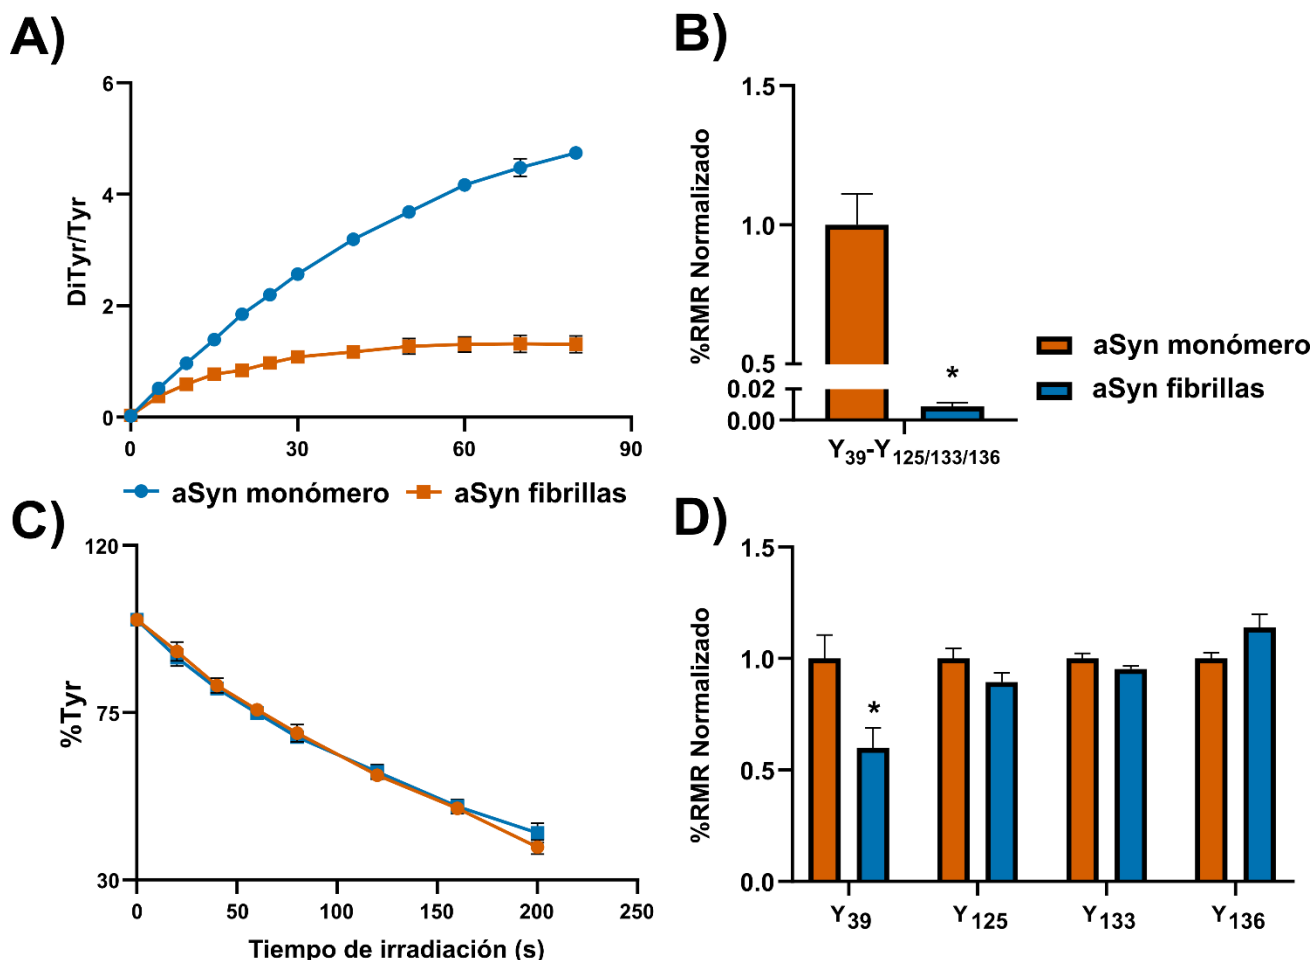 A)
6
4
2
0
DiTyr/Tyr
0 30 60 90
aSyn monómero aSyn fibrillas
B)
1.5
1.0
0.5
0.02
0.00
%RMR Normalizado
*
Y39-Y125/133/136
aSyn monómero
aSyn fibrillas
C)
120
75
30
%Tyr
0 50 100 150 200 250
Tiempo de irradiación (s)
D)
1.5
1.0
0.5
0.0
%RMR Normalizado
*
Y39 Y125 Y133 Y136